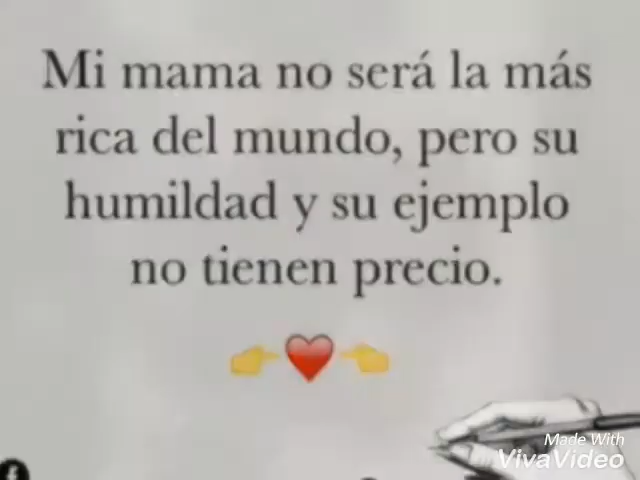 Mi mama no será la más
rica del mundo, pero su
humildad y su ejemplo
no tienen precio.
Made With
VivaVideo